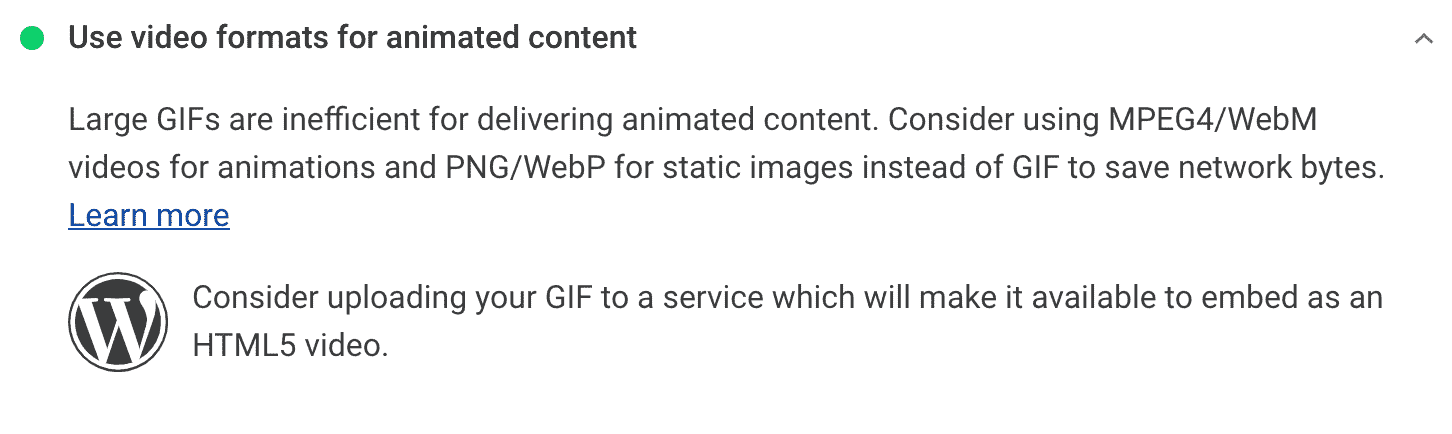 Use video formats for animated content
Large GIFs are inefficient for delivering animated content. Consider using MPEG4/WebM
videos for animations and PNG/WebP for static images instead of GIF to save network bytes.
Learn more
Consider uploading your GIF to a service which will make it available to embed as an
HTML5 video.